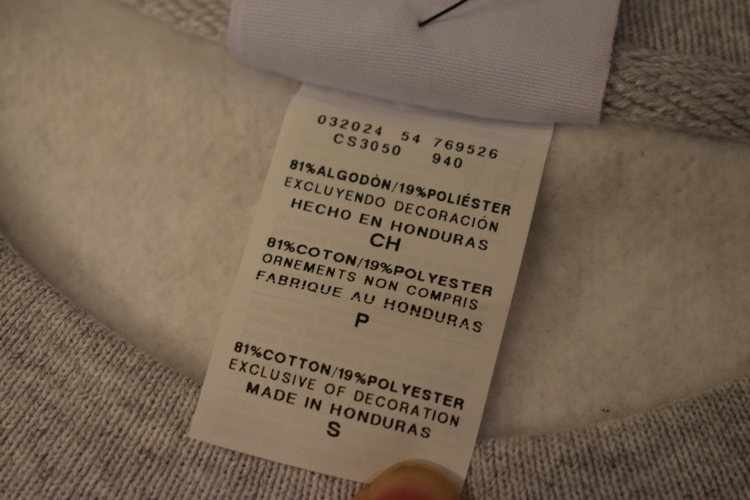 032024 54 769526
CS3050 940
81%ALGODÒN/19%POLIÉSTER
EXCLUYENDO DECORACIÓN
HECHO EN HONDURAS
CH
81%COTON/19%POLYESTER
ORNEMENTS NON COMPRIS
FABRIQUE AU HONDURAS
P
81%COTTON/19%POLYESTER
EXCLUSIVE OF DECORATION
MADE IN HONDURAS
S